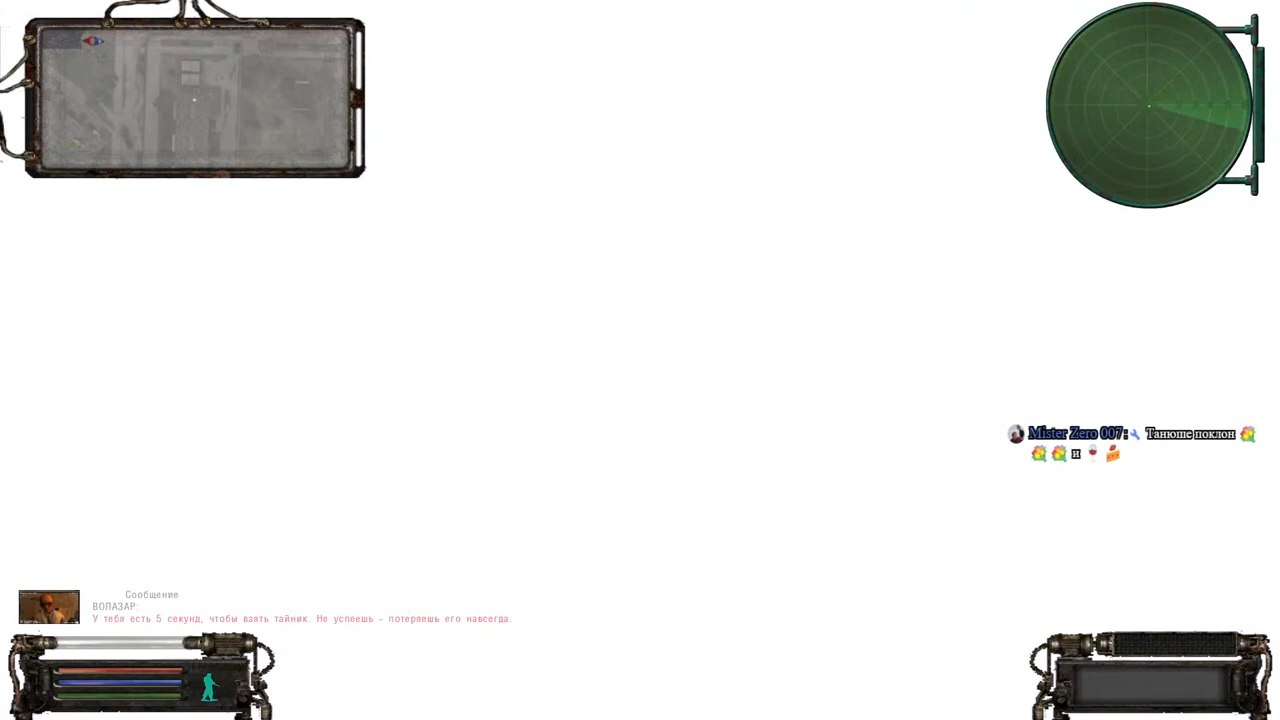 Mister Zero 007: Танюше поклон
и
Сообщение
ВОЛАЗАР:
У тебя есть 5 секунд, чтобы взять тайник. Не успеешь - потеряешь его навсегда.